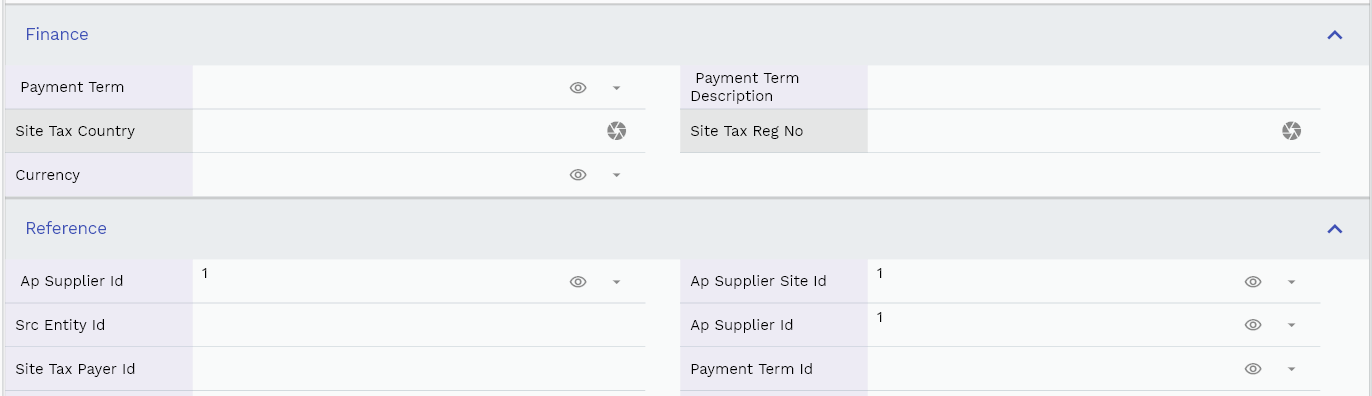 Finance
Payment Term
Payment Term
Description
Site Tax Country
Site Tax Reg No
Currency
Reference
Ap Supplier Id
1
Ap Supplier Site Id
1
Src Entity Id
Ap Supplier Id
1
Site Tax Payer Id
Payment Term Id